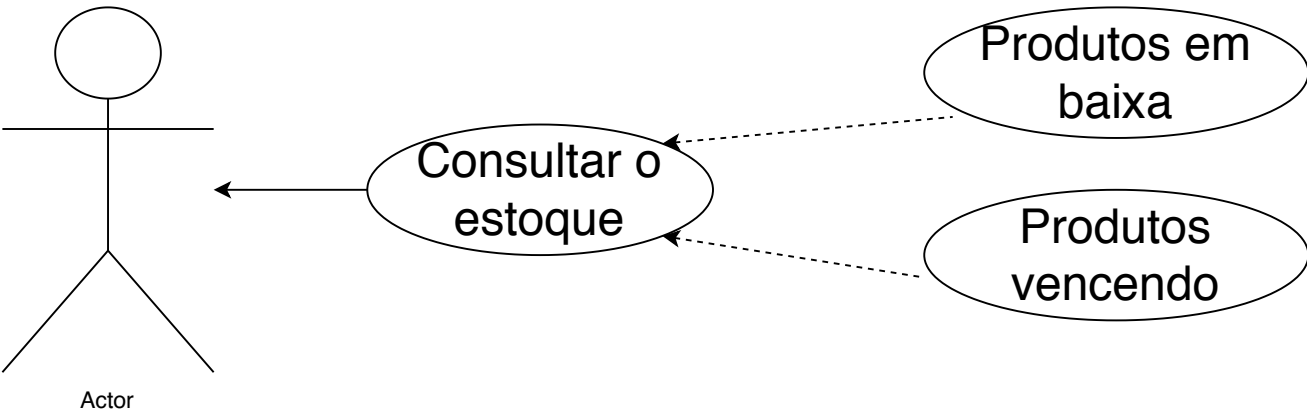 Produtos em
baixa
Consultar o
estoque
Produtos
vencendo
Actor